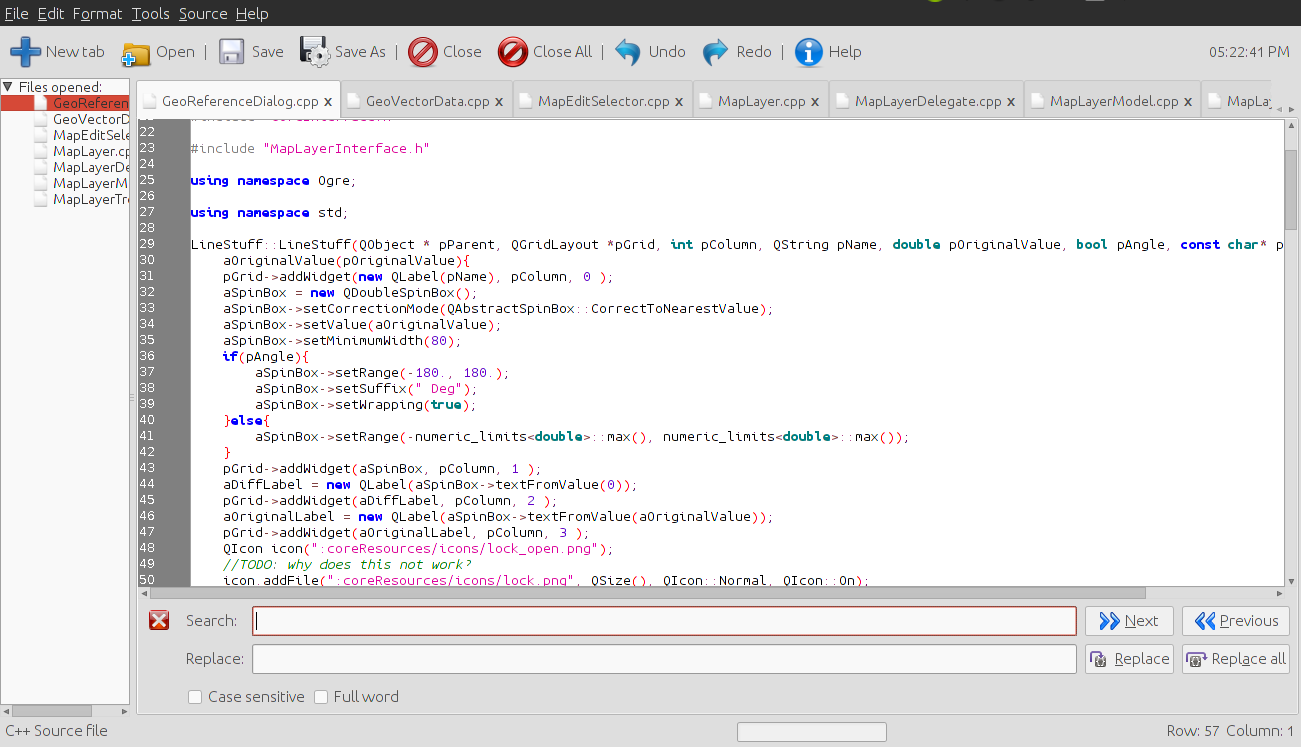 File Edit Format Tools Source Help
New tab Open Save Save As Close Close All Undo Redo Help 05:22:41 PM
Files opened:
GeoReferen
GeoVectorD
MapEditSele
MapLayer.cp
MapLayerDe
MapLayerM
MapLayerTre
GeoReferenceDialog.cpp x GeoVectorData.cpp x MapEditSelector.cpp x MapLayer.cpp x MapLayerDelegate.cpp x MapLayerModel.cpp x MapLay
22
23 #include "MapLayerInterface.h"
24
25 using namespace Ogre;
26
27 using namespace std;
28
29 LineStuff::LineStuff(QObject * pParent, QGridLayout *pGrid, int pColumn, QString pName, double pOriginalValue, bool pAngle, const char* p
30 aOriginalValue(pOriginalValue){
31 pGrid->addWidget(new QLabel(pName), pColumn, 0 );
32 aSpinBox = new QDoubleSpinBox();
33 aSpinBox->setCorrectionMode(QAbstractSpinBox::CorrectToNearestValue);
34 aSpinBox->setValue(aOriginalValue);
35 aSpinBox->setMinimumWidth(80);
36 if(pAngle){
37 aSpinBox->setRange(-180., 180.);
38 aSpinBox->setSuffix(" Deg");
39 aSpinBox->setWrapping(true);
40 }else{
41 aSpinBox->setRange(-numeric_limits<double>::max(), numeric_limits<double>::max());
42 }
43 pGrid->addWidget(aSpinBox, pColumn, 1 );
44 aDiffLabel = new QLabel(aSpinBox->textFromValue(0));
45 pGrid->addWidget(aDiffLabel, pColumn, 2 );
46 aOriginalLabel = new QLabel(aSpinBox->textFromValue(aOriginalValue));
47 pGrid->addWidget(aOriginalLabel, pColumn, 3 );
48 QIcon icon(":coreResources/icons/lock_open.png");
49 //TODO: why does this not work?
50 icon.addFile(":coreResources/icons/lock.png", QSize(), QIcon::Normal, QIcon::On);
Search: Next Previous
Replace: Replace Replace all
Case sensitive Full word
C++ Source file Row: 57 Column: 1